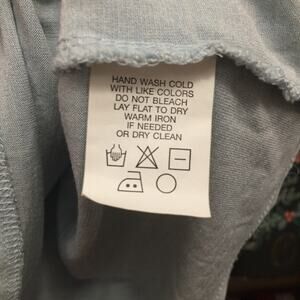 HAND WASH COLD
WITH LIKE COLORS
DO NOT BLEACH
LAY FLAT TO DRY
WARM IRON
IF NEEDED
OR DRY CLEAN